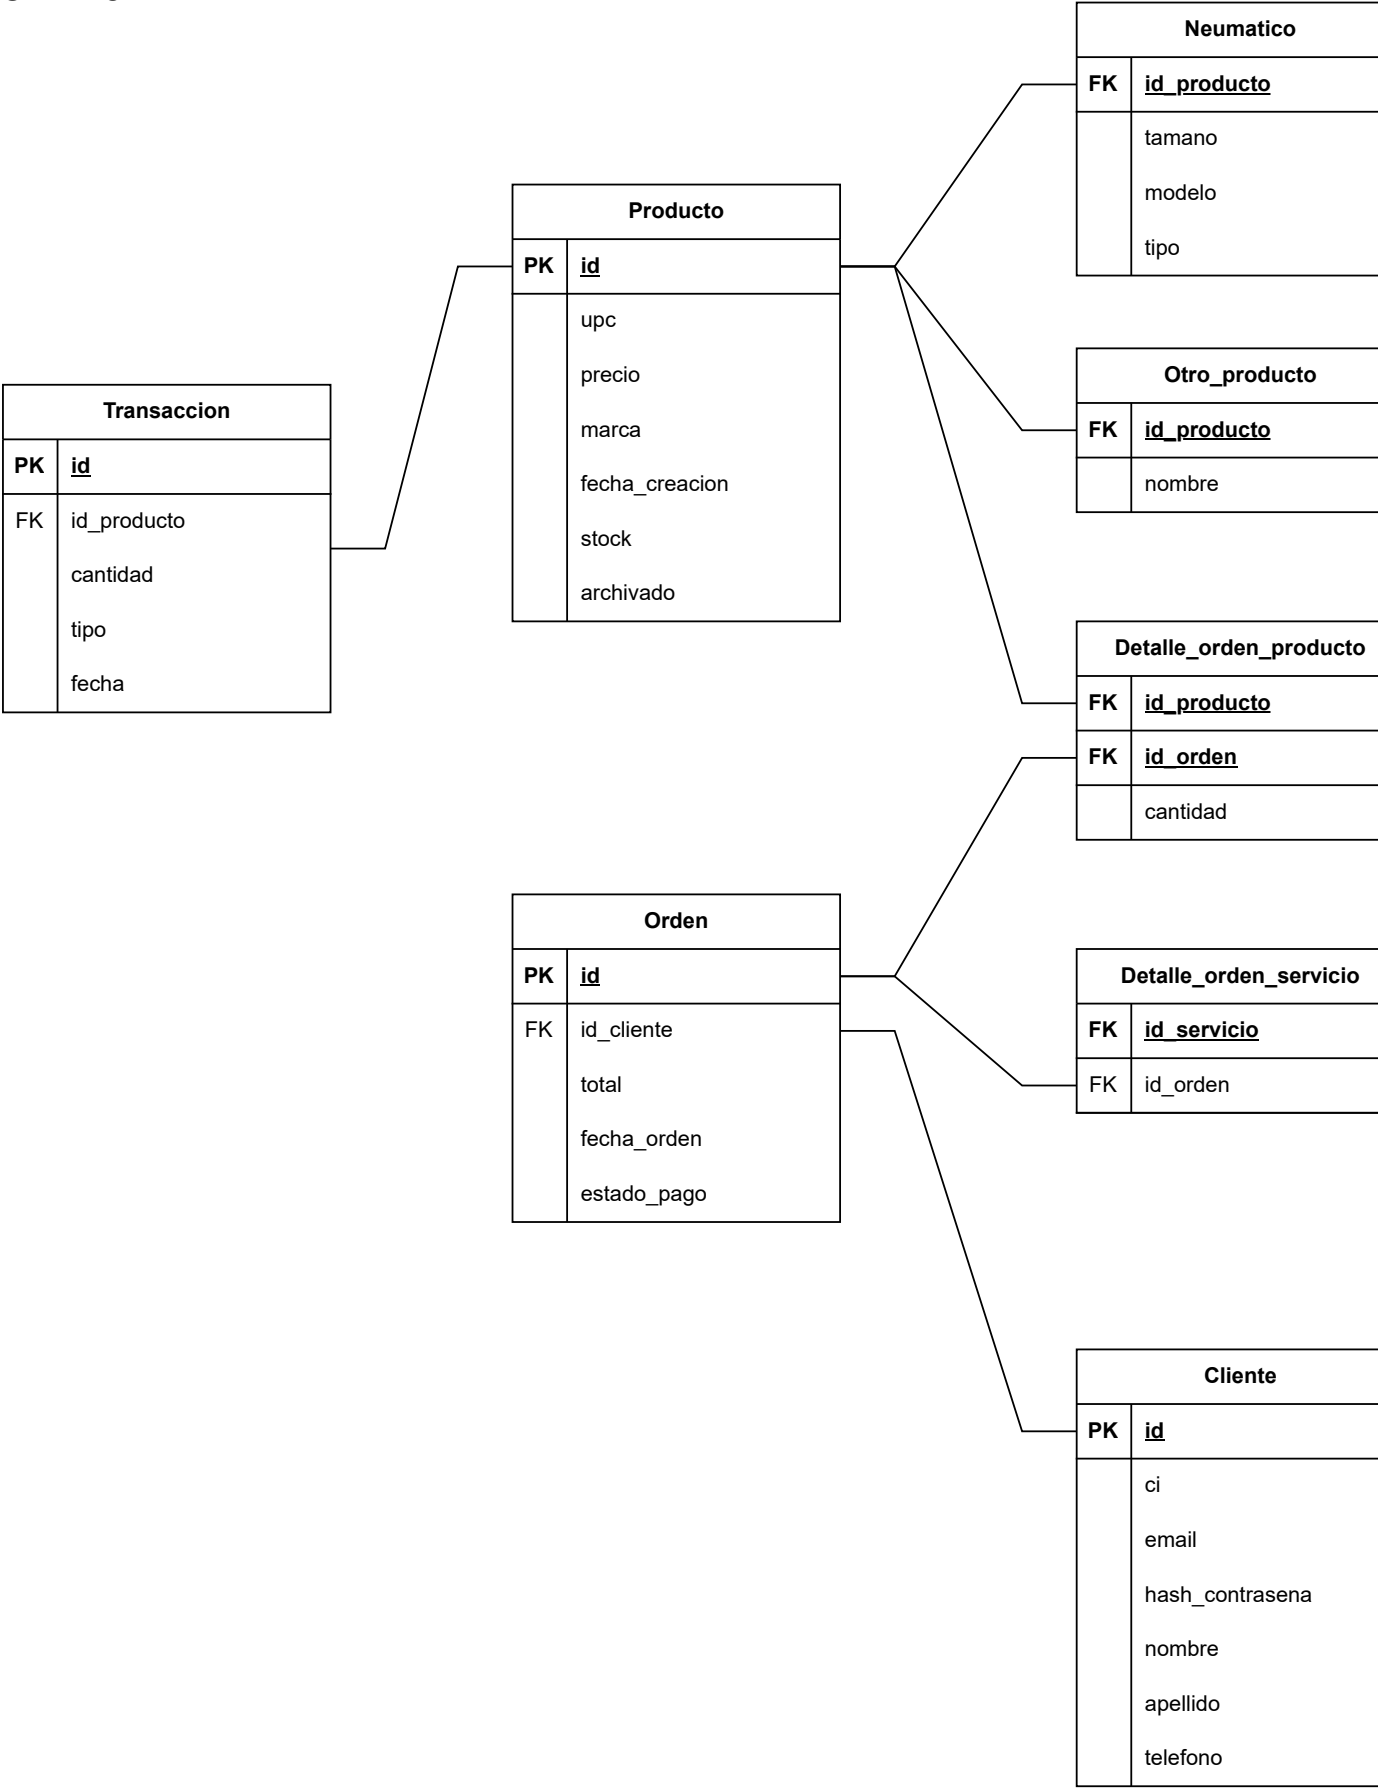 Neumatico
FK id_producto
tamano
modelo
tipo
Producto
PK id
upc
precio
marca
fecha_creacion
stock
archivado
Otro_producto
FK id_producto
nombre
Transaccion
PK id
FK id_producto
cantidad
tipo
fecha
Detalle_orden_producto
FK id_producto
FK id_orden
cantidad
Orden
PK id
FK id_cliente
total
fecha_orden
estado_pago
Detalle_orden_servicio
FK id_servicio
FK id_orden
Cliente
PK id
ci
email
hash_contrasena
nombre
apellido
telefono